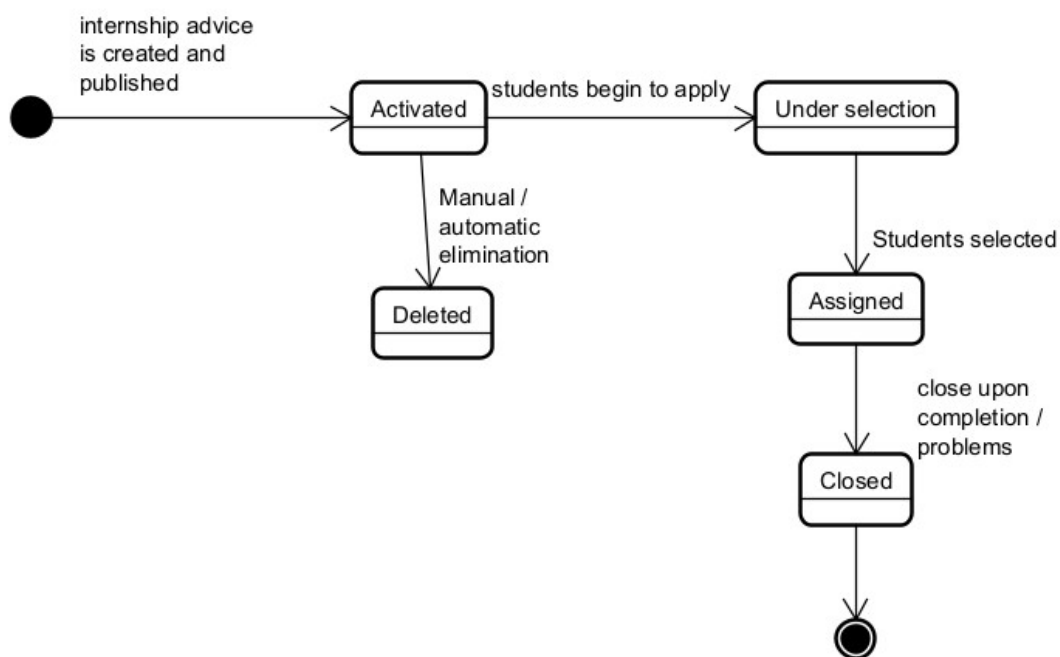 internship advice
is created and
published
Activated
students begin to apply
Under selection
Manual /
automatic
elimination
Students selected
Deleted
Assigned
close upon
completion /
problems
Closed